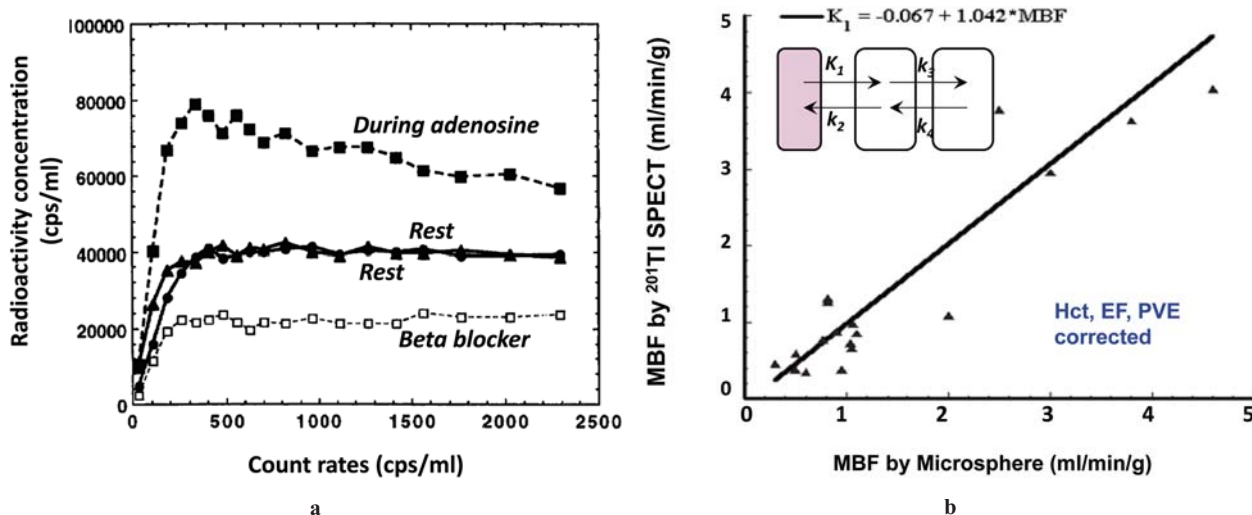 100000
80000
60000
40000
20000
0
Radioactivity concentration
(cps/ml)
During adenosine
Rest
Rest
Beta blocker
0 500 1000 1500 2000 2500
Count rates (cps/ml)
a
K₁ = -0.067 + 1.042*MBF
K₁
k₂
k₃
k₄
5
4
3
2
1
0
MBF by ²⁰¹Tl SPECT (ml/min/g)
Hct, EF, PVE
corrected
0 1 2 3 4 5
MBF by Microsphere (ml/min/g)
b